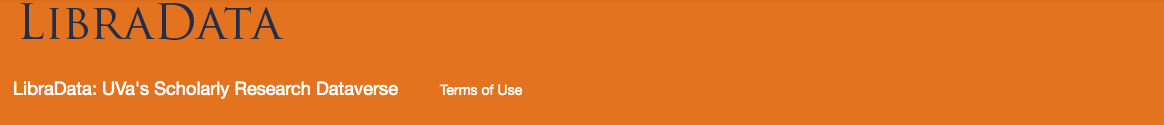 LIBRADATA
LibraData: UVa's Scholarly Research Dataverse Terms of Use